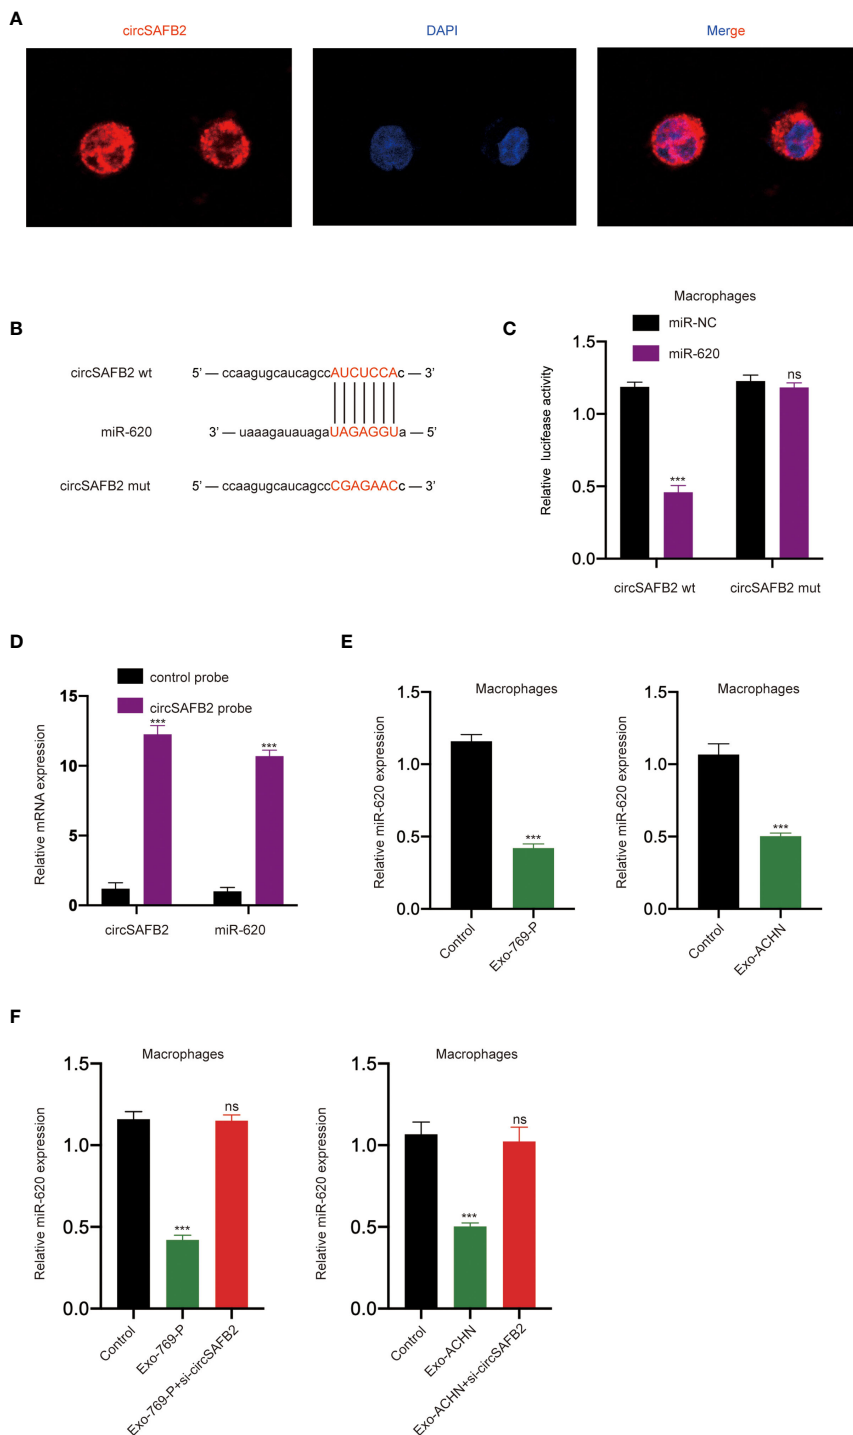 A
circSAFB2
DAPI
Merge
B
circSAFB2 wt 5' — ccaagugcaucagccAUCUCCAc — 3'
miR-620 3' — uaaagauauagaUAGAGGUa — 5'
circSAFB2 mut 5' — ccaagugcaucagccCGAGAACc — 3'
C
Macrophages
miR-NC
miR-620
Relative lucifease activity
1.5
1.0
0.5
0.0
***
ns
circSAFB2 wt
circSAFB2 mut
D
control probe
circSAFB2 probe
Relative mRNA expression
15
10
5
0
***
***
circSAFB2
miR-620
E
Macrophages
Relative miR-620 expression
1.5
1.0
0.5
0.0
***
Control
Exo-769-P
Macrophages
Relative miR-620 expression
1.5
1.0
0.5
0.0
***
Control
Exo-ACHN
F
Macrophages
Relative miR-620 expression
1.5
1.0
0.5
0.0
***
ns
Control
Exo-769-P
Exo-769-P+si-circSAFB2
Macrophages
Relative miR-620 expression
1.5
1.0
0.5
0.0
***
ns
Control
Exo-ACHN
Exo-ACHN+si-circSAFB2